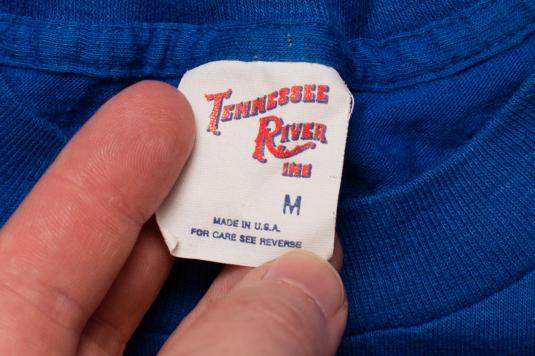 TENNESSEE
RIVER
INC
M
MADE IN U.S.A.
FOR CARE SEE REVERSE